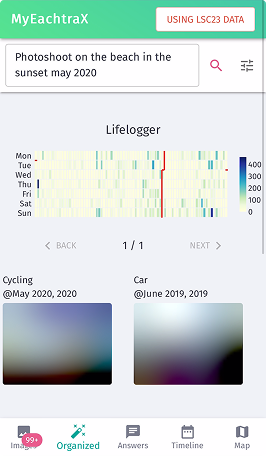 MyEachtraX
USING LSC23 DATA
Photoshoot on the beach in the
sunset may 2020
Lifelogger
Mon
Tue
Wed
Thu
Fri
Sat
Sun
400
300
200
100
0
BACK
1 / 1
NEXT
Cycling
@May 2020, 2020
Car
@June 2019, 2019
Images
99+
Organized
Answers
Timeline
Map